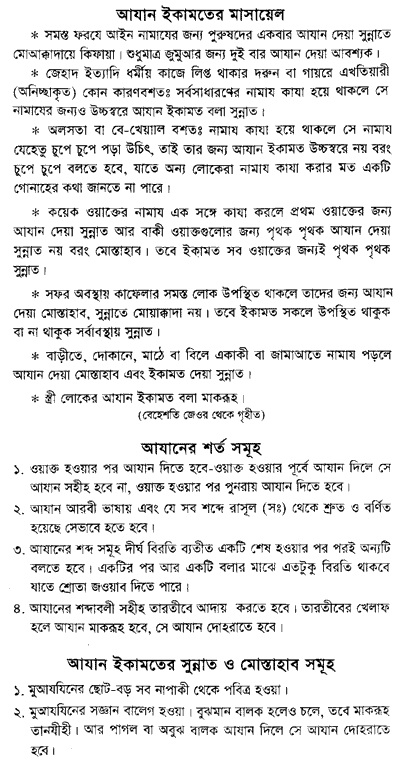 আযান ইকামতের মাসায়েল
* সমস্ত ফরযে আইন নামাযের জন্য পুরুষদের একবার আযান দেয়া সুন্নাতে
মোআক্কাদায়ে কিফায়া। শুধুমাত্র জুমুআর জন্য দুই বার আযান দেয়া আবশ্যক।
* জেহাদ ইত্যাদি ধর্মীয় কাজে লিপ্ত থাকার দরুন বা গায়রে এখতিয়ারী
(অনিচ্ছাকৃত) কোন কারণবশতঃ সর্বসাধারণের নামায কাযা হয়ে থাকলে সে
নামাযের জন্যও উচ্চস্বরে আযান ইকামত বলা সুন্নাত।
* অলসতা বা বে-খেয়াল বশতঃ নামায কাযা হয়ে থাকলে সে নামায
যেহেতু চুপে চুপে পড়া উচিৎ, তাই তার জন্য আযান ইকামত উচ্চস্বরে নয় বরং
চুপে চুপে বলতে হবে, যাতে অন্য লোকেরা নামায কাযা করার মত একটি
গোনাহের কথা জানতে না পারে।
* কয়েক ওয়াক্তের নামায এক সঙ্গে কাযা করলে প্রথম ওয়াক্তের জন্য
আযান দেয়া সুন্নাত আর বাকী ওয়াক্তগুলোর জন্য পৃথক পৃথক আযান দেয়া
সুন্নাত নয় বরং মোস্তাহাব। তবে ইকামত সব ওয়াক্তের জন্যই পৃথক পৃথক
সুন্নাত।
* সফর অবস্থায় কাফেলার সমস্ত লোক উপস্থিত থাকলে তাদের জন্য আযান
দেয়া মোস্তাহাব, সুন্নাতে মোয়াক্কাদা নয়। তবে ইকামত সকলে উপস্থিত থাকুক
বা না থাকুক সর্বাবস্থায় সুন্নাত।
* বাড়ীতে, দোকানে, মাঠে বা বিলে একাকী বা জামাআতে নামায পড়লে
আযান দেয়া মোস্তাহাব এবং ইকামত দেয়া সুন্নাত।
* স্ত্রী লোকের আযান ইকামত বলা মাকরূহ।
(বেহেশতি জেওর থেকে গৃহীত)
আযানের শর্ত সমূহ
১. ওয়াক্ত হওয়ার পর আযান দিতে হবে-ওয়াক্ত হওয়ার পূর্বে আযান দিলে সে
আযান সহীহ হবে না, ওয়াক্ত হওয়ার পর পুনরায় আযান দিতে হবে।
২. আযান আরবী ভাষায় এবং যে সব শব্দে রাসূল (সঃ) থেকে শ্রুত ও বর্ণিত
হয়েছে সেভাবে হতে হবে।
৩. আযানের শব্দ সমূহ দীর্ঘ বিরতি ব্যতীত একটি শেষ হওয়ার পর পরই অন্যটি
বলতে হবে। একটির পর আর একটি বলার মাঝে এতটুকু বিরতি থাকবে
যাতে শ্রোতা জওয়াব দিতে পারে।
৪. আযানের শব্দাবলী সহীহ তারতীবে আদায় করতে হবে। তারতীবের খেলাফ
হলে আযান মাকরূহ হবে, সে আযান দোহরাতে হবে।
আযান ইকামতের সুন্নাত ও মোস্তাহাব সমূহ
১. মুআযযিনের ছোট-বড় সব নাপাকী থেকে পবিত্র হওয়া।
২. মুআযযিনের সজ্ঞান বালেগ হওয়া। বুঝমান বালক হলেও চলে, তবে মাকরূহ
তানযীহী। আর পাগল বা অবুঝ বালক আযান দিলে সে আযান দোহরাতে
হবে।